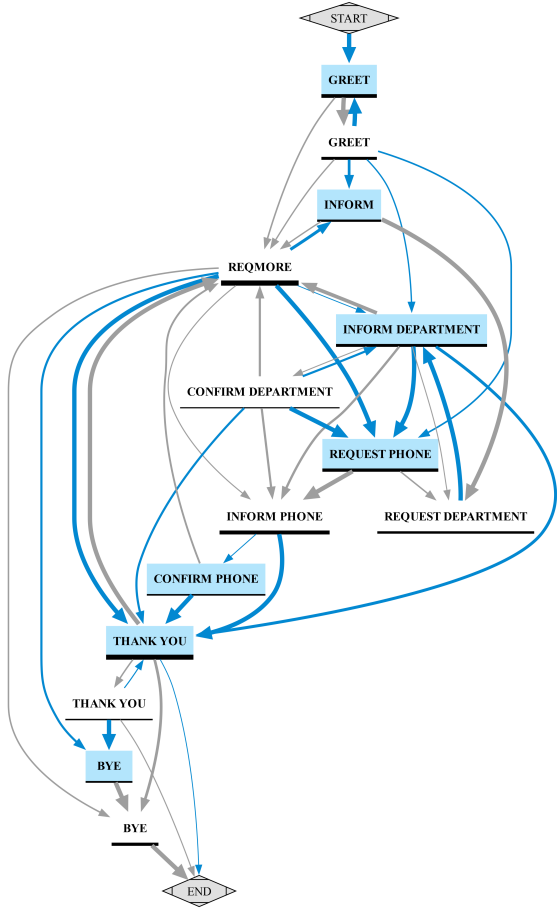 START
GREET
GREET
INFORM
REQMORE
INFORM DEPARTMENT
CONFIRM DEPARTMENT
REQUEST PHONE
INFORM PHONE
REQUEST DEPARTMENT
CONFIRM PHONE
THANK YOU
THANK YOU
BYE
BYE
END